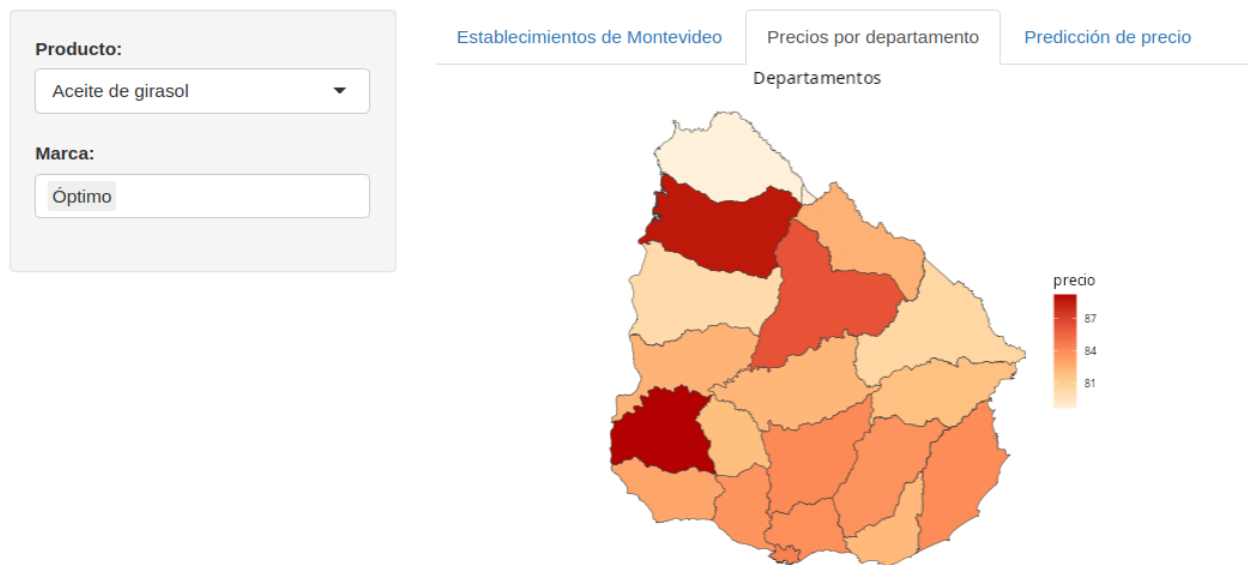 Producto:
Aceite de girasol
Marca:
Óptimo
Establecimientos de Montevideo
Precios por departamento
Predicción de precio
Departamentos
precio
87
84
81